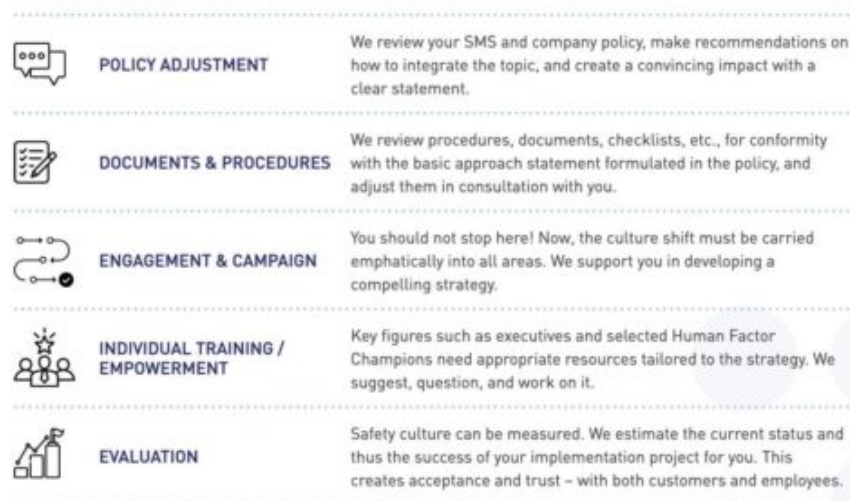 POLICY ADJUSTMENT
We review your SMS and company policy, make recommendations on
how to integrate the topic, and create a convincing impact with a
clear statement.
DOCUMENTS & PROCEDURES
We review procedures, documents, checklists, etc., for conformity
with the basic approach statement formulated in the policy, and
adjust them in consultation with you.
ENGAGEMENT & CAMPAIGN
You should not stop here! Now, the culture shift must be carried
emphatically into all areas. We support you in developing a
compelling strategy.
INDIVIDUAL TRAINING /
EMPOWERMENT
Key figures such as executives and selected Human Factor
Champions need appropriate resources tailored to the strategy. We
suggest, question, and work on it.
EVALUATION
Safety culture can be measured. We estimate the current status and
thus the success of your implementation project for you. This
creates acceptance and trust – with both customers and employees.